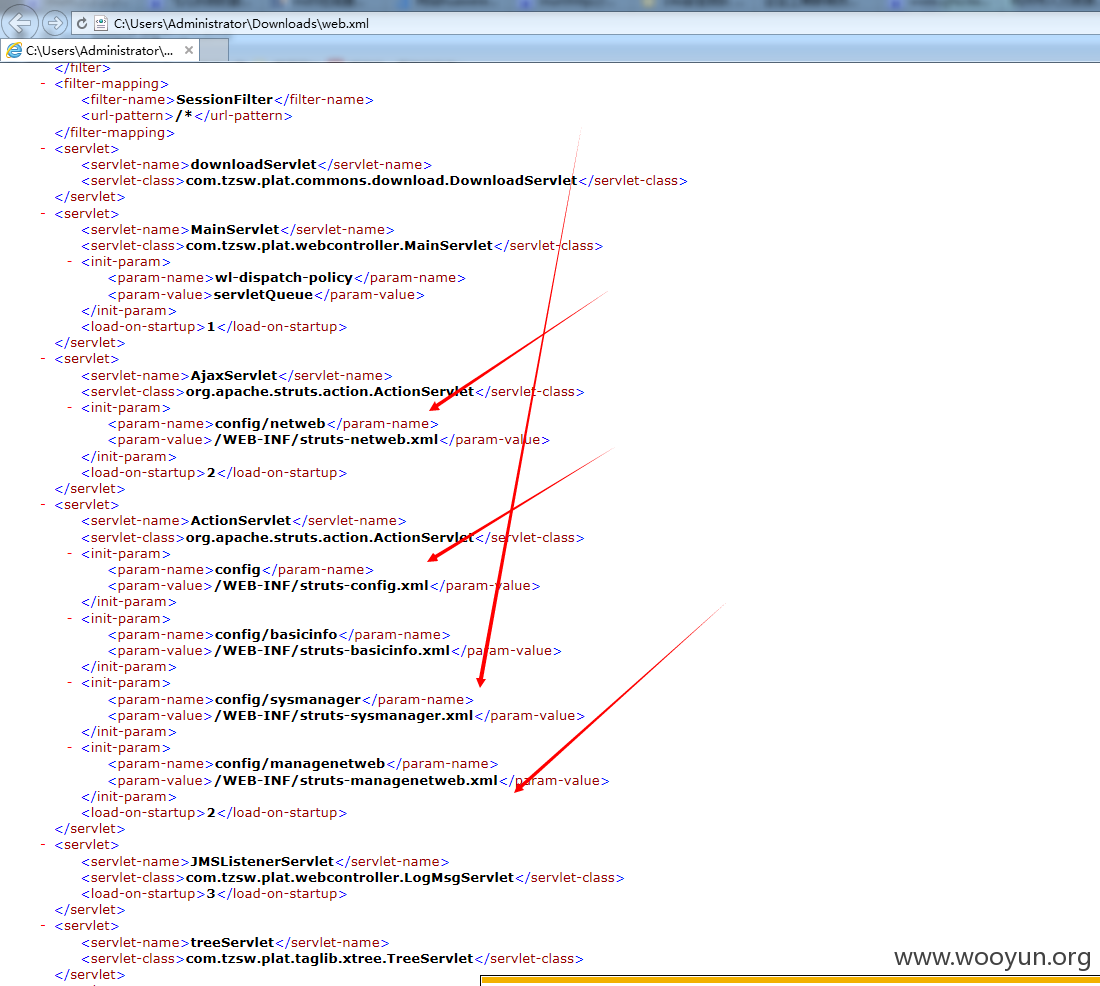 C:\Users\Administrator\Downloads\web.xml
C:\Users\Administrator\...
</filter>
- <filter-mapping>
<filter-name>SessionFilter</filter-name>
<url-pattern>/*</url-pattern>
</filter-mapping>
- <servlet>
<servlet-name>downloadServlet</servlet-name>
<servlet-class>com.tzsw.plat.commons.download.DownloadServlet</servlet-class>
</servlet>
- <servlet>
<servlet-name>MainServlet</servlet-name>
<servlet-class>com.tzsw.plat.webcontroller.MainServlet</servlet-class>
- <init-param>
<param-name>wl-dispatch-policy</param-name>
<param-value>servletQueue</param-value>
</init-param>
<load-on-startup>1</load-on-startup>
</servlet>
- <servlet>
<servlet-name>AjaxServlet</servlet-name>
<servlet-class>org.apache.struts.action.ActionServlet</servlet-class>
- <init-param>
<param-name>config/netweb</param-name>
<param-value>/WEB-INF/struts-netweb.xml</param-value>
</init-param>
<load-on-startup>2</load-on-startup>
</servlet>
- <servlet>
<servlet-name>ActionServlet</servlet-name>
<servlet-class>org.apache.struts.action.ActionServlet</servlet-class>
- <init-param>
<param-name>config</param-name>
<param-value>/WEB-INF/struts-config.xml</param-value>
</init-param>
- <init-param>
<param-name>config/basicinfo</param-name>
<param-value>/WEB-INF/struts-basicinfo.xml</param-value>
</init-param>
- <init-param>
<param-name>config/sysmanager</param-name>
<param-value>/WEB-INF/struts-sysmanager.xml</param-value>
</init-param>
- <init-param>
<param-name>config/managenetweb</param-name>
<param-value>/WEB-INF/struts-managenetweb.xml</param-value>
</init-param>
<load-on-startup>2</load-on-startup>
</servlet>
- <servlet>
<servlet-name>JMSListenerServlet</servlet-name>
<servlet-class>com.tzsw.plat.webcontroller.LogMsgServlet</servlet-class>
<load-on-startup>3</load-on-startup>
</servlet>
- <servlet>
<servlet-name>treeServlet</servlet-name>
<servlet-class>com.tzsw.plat.taglib.xtree.TreeServlet</servlet-class>
</servlet>
www.wooyun.org